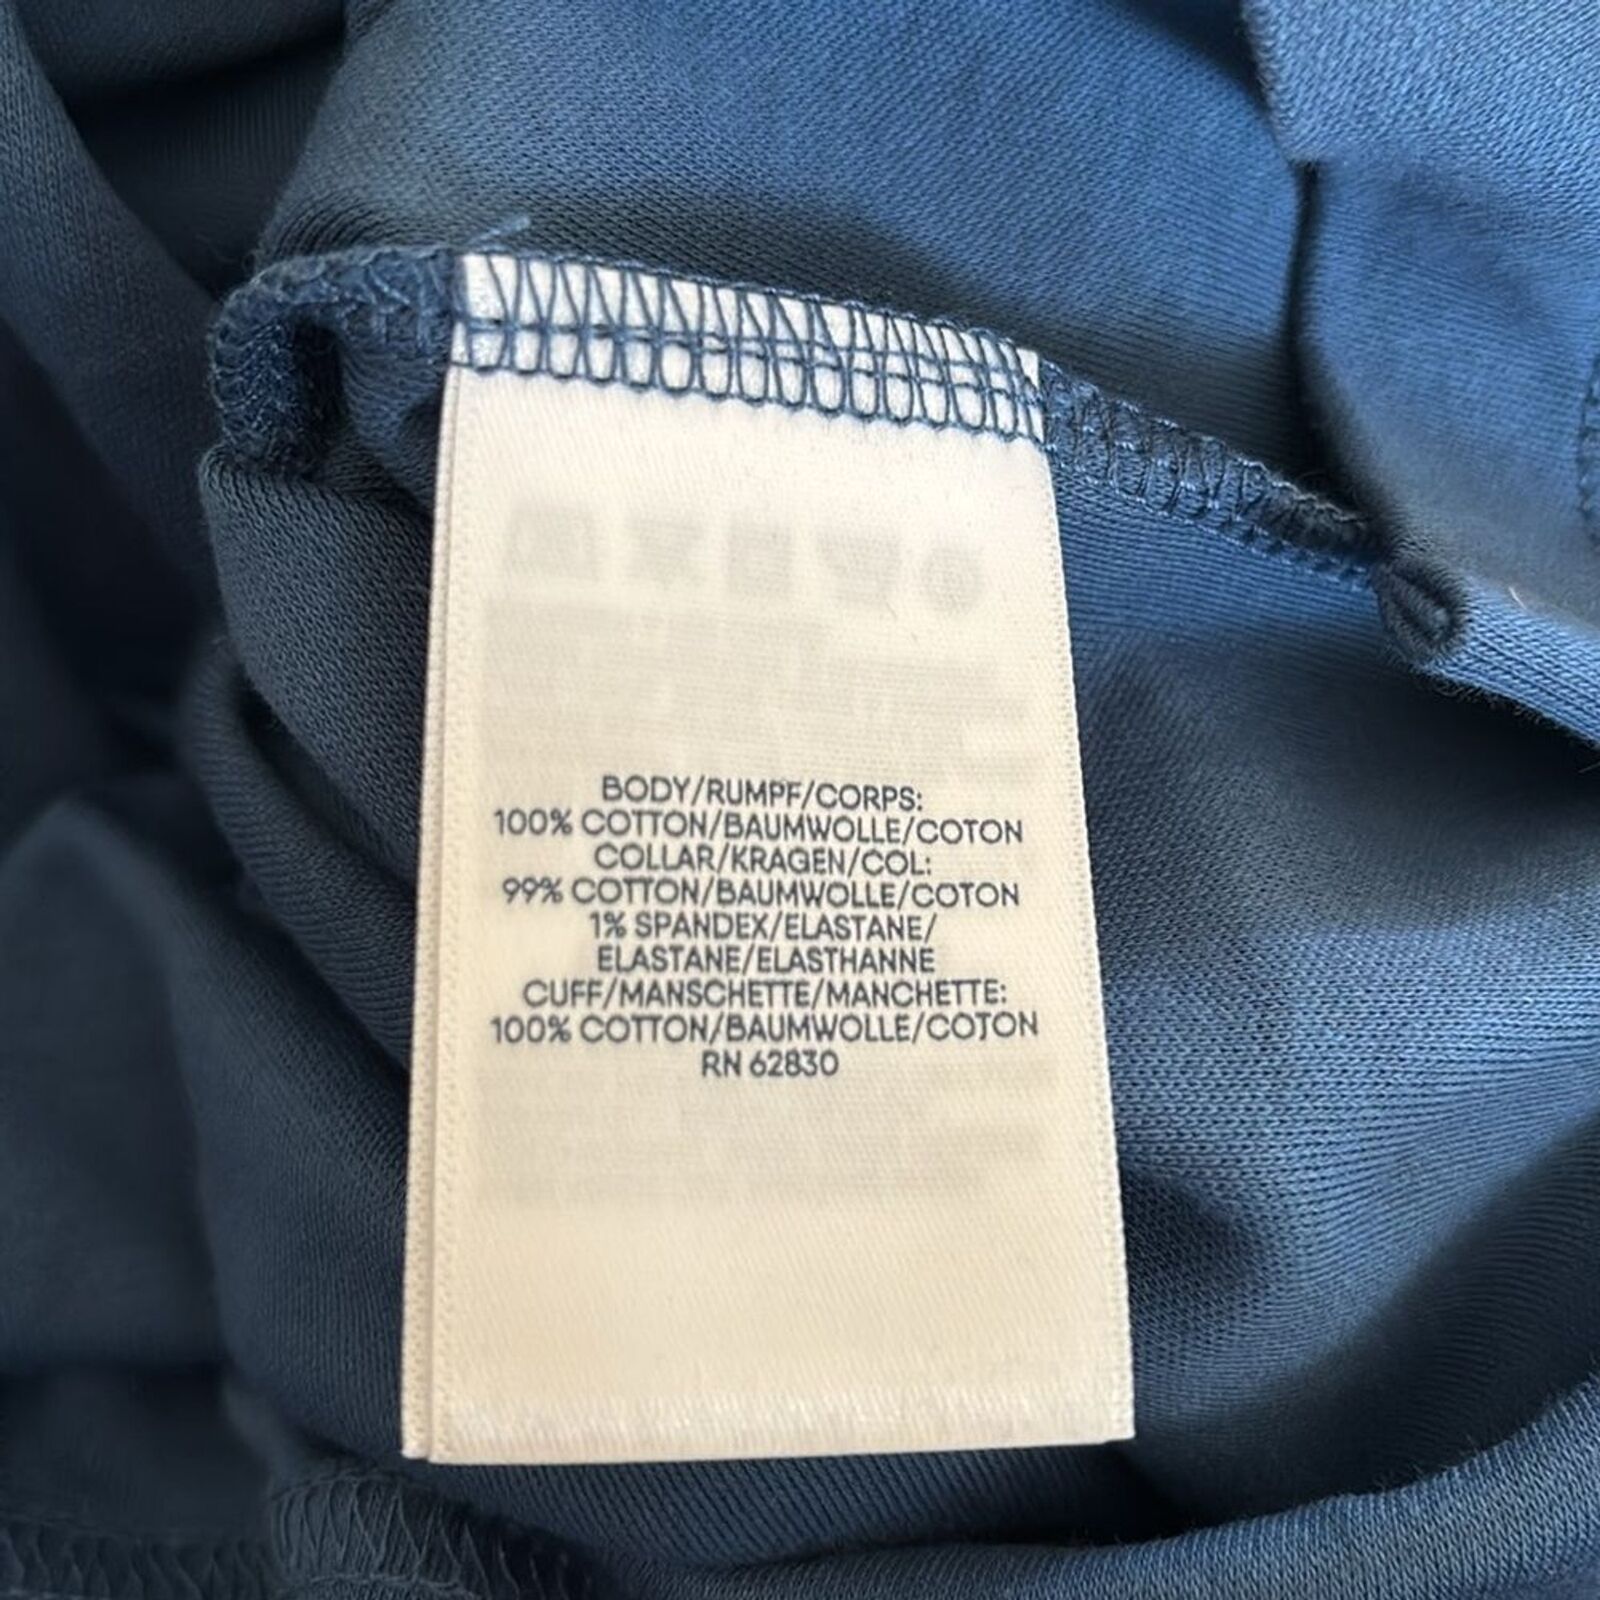 BODY/RUMPF/CORPS:
100% COTTON/BAUMWOLLE/COTON
COLLAR/KRAGEN/COL:
99% COTTON/BAUMWOLLE/COTON
1% SPANDEX/ELASTANE/
ELASTANE/ELASTHANNE
CUFF/MANSCHETTE/MANCHETTE:
100% COTTON/BAUMWOLLE/COTON
RN 62830